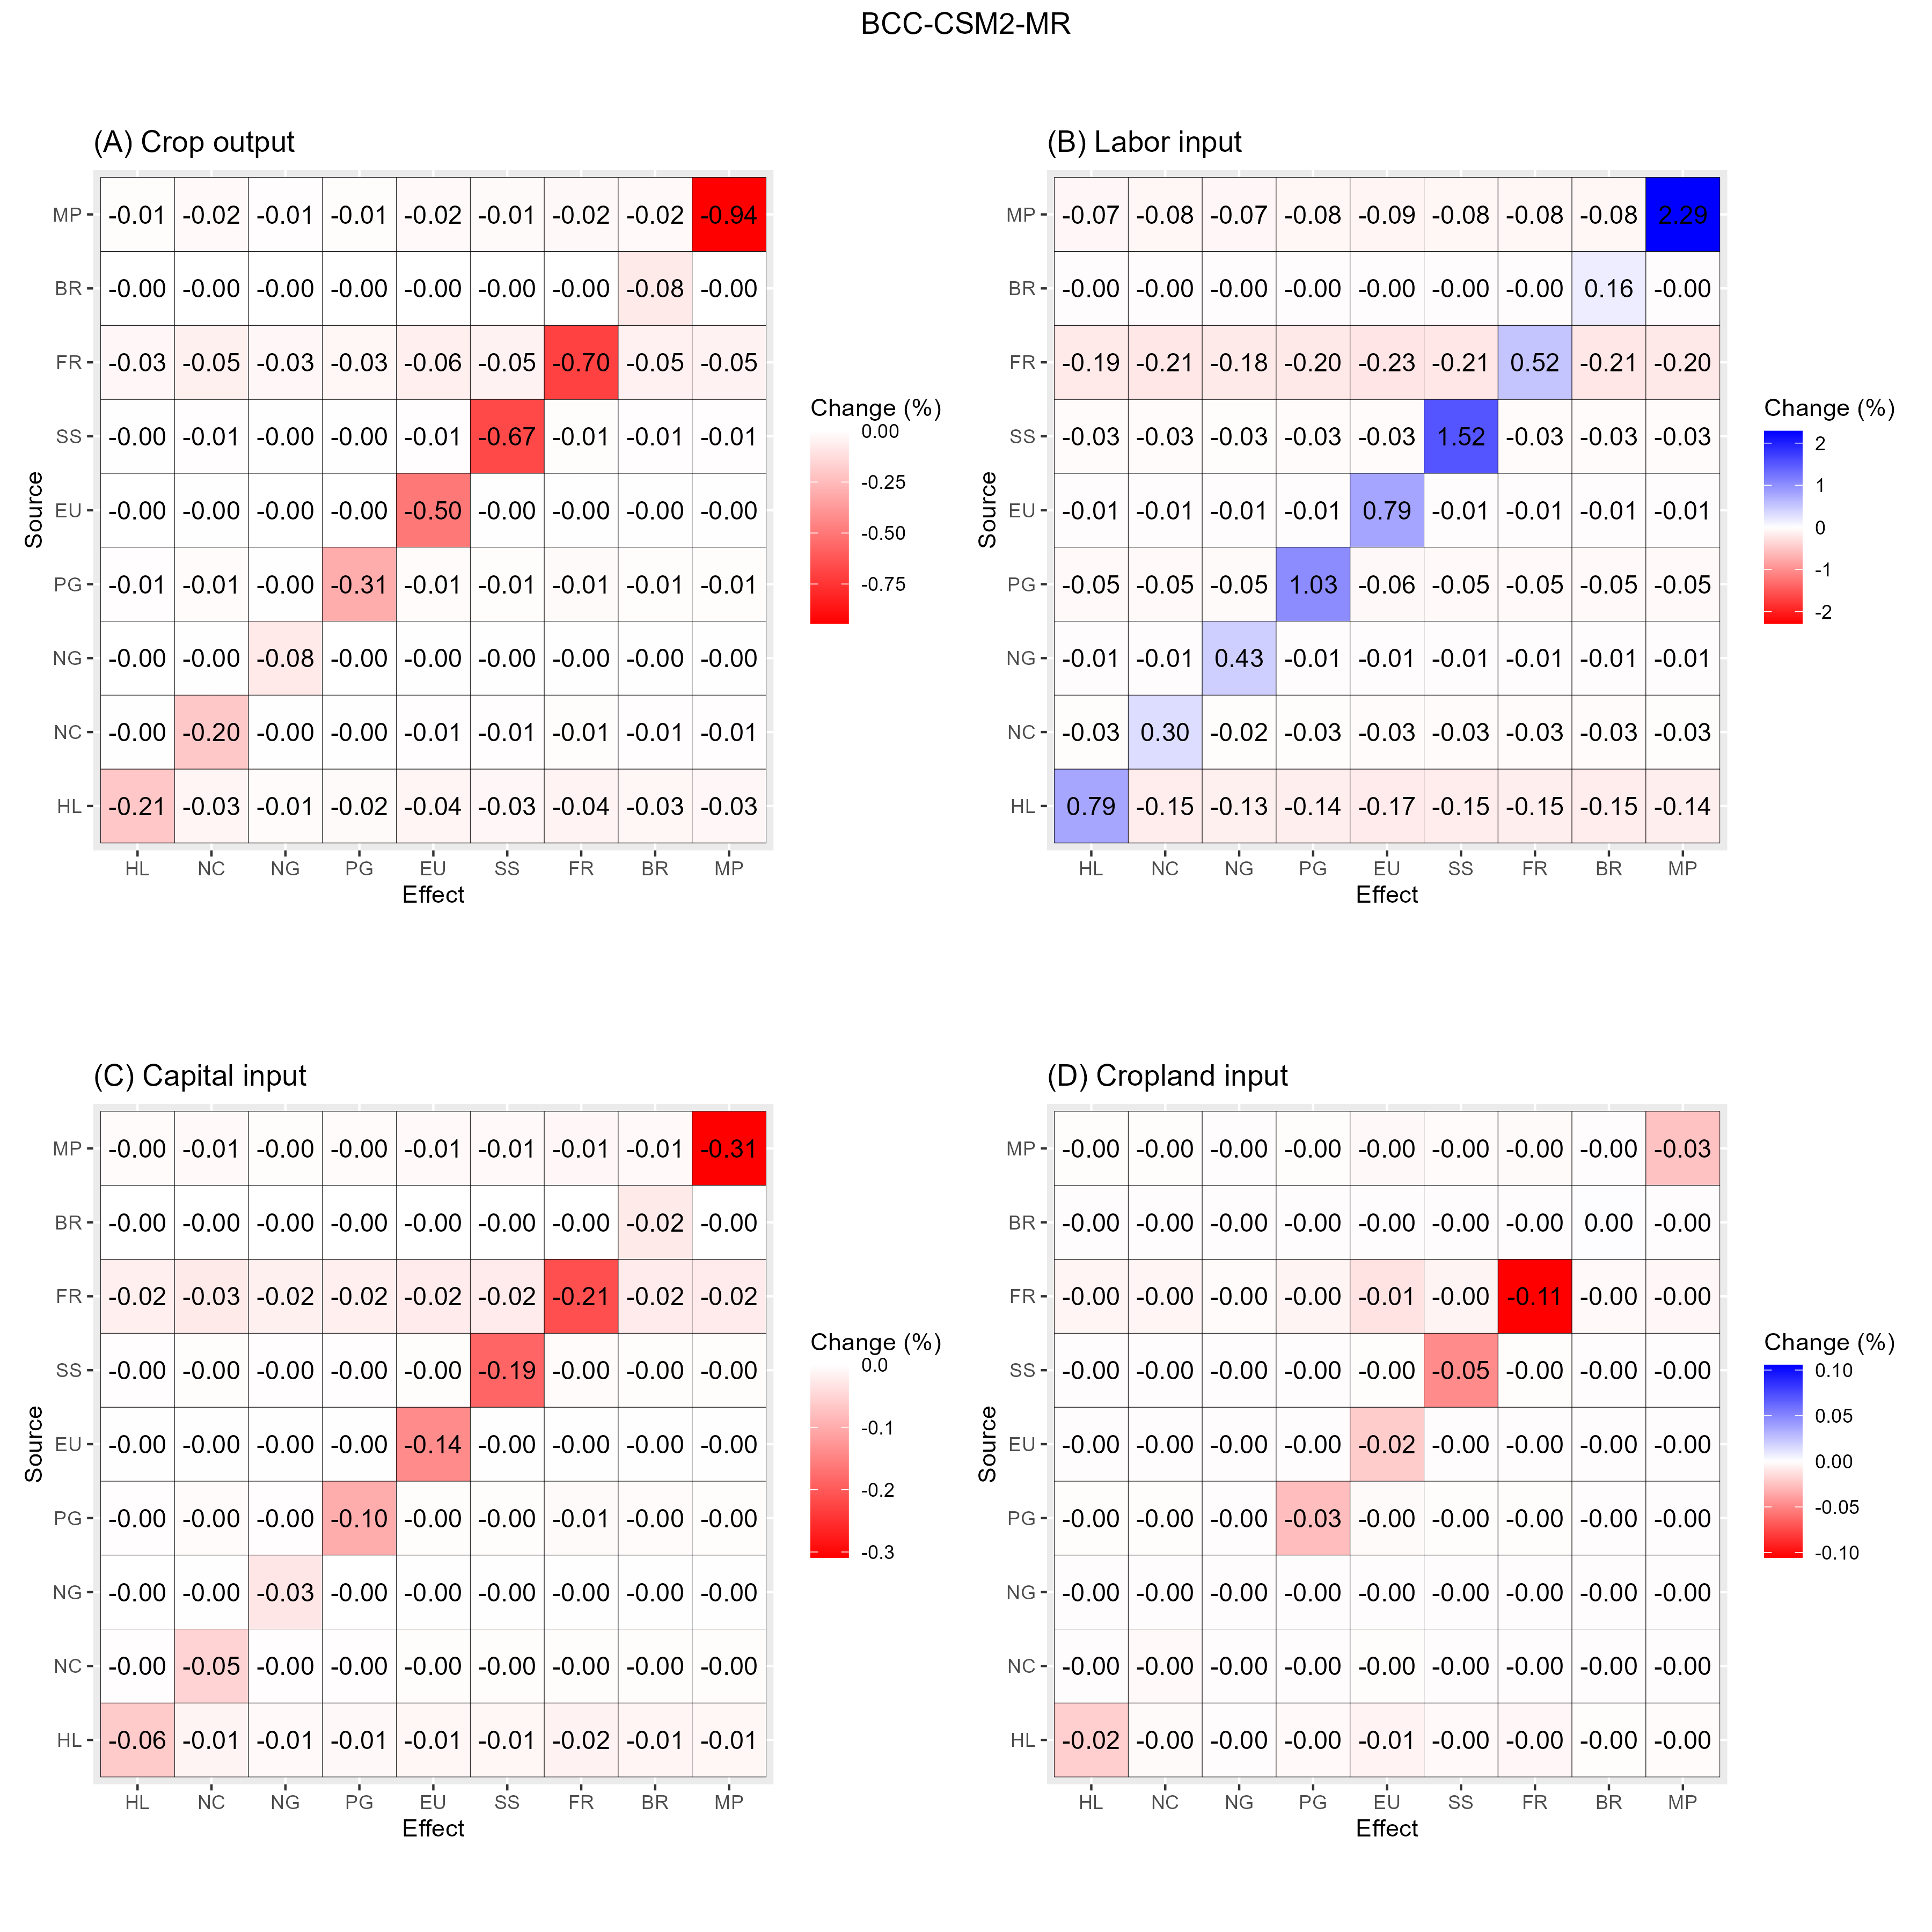 BCC-CSM2-MR
(A) Crop output
Source
MP -0.01 -0.02 -0.01 -0.01 -0.02 -0.01 -0.02 -0.02 -0.94
BR -0.00 -0.00 -0.00 -0.00 -0.00 -0.00 -0.00 -0.08 -0.00
FR -0.03 -0.05 -0.03 -0.03 -0.06 -0.05 -0.70 -0.05 -0.05
SS -0.00 -0.01 -0.00 -0.00 -0.01 -0.67 -0.01 -0.01 -0.01
EU -0.00 -0.00 -0.00 -0.00 -0.50 -0.00 -0.00 -0.00 -0.00
PG -0.01 -0.01 -0.00 -0.31 -0.01 -0.01 -0.01 -0.01 -0.01
NG -0.00 -0.00 -0.08 -0.00 -0.00 -0.00 -0.00 -0.00 -0.00
NC -0.00 -0.20 -0.00 -0.00 -0.01 -0.01 -0.01 -0.01 -0.01
HL -0.21 -0.03 -0.01 -0.02 -0.04 -0.03 -0.04 -0.03 -0.03
HL NC NG PG EU SS FR BR MP
Effect
Change (%)
0.00
-0.25
-0.50
-0.75
(B) Labor input
Source
MP -0.07 -0.08 -0.07 -0.08 -0.09 -0.08 -0.08 -0.08 2.29
BR -0.00 -0.00 -0.00 -0.00 -0.00 -0.00 -0.00 0.16 -0.00
FR -0.19 -0.21 -0.18 -0.20 -0.23 -0.21 0.52 -0.21 -0.20
SS -0.03 -0.03 -0.03 -0.03 -0.03 1.52 -0.03 -0.03 -0.03
EU -0.01 -0.01 -0.01 -0.01 0.79 -0.01 -0.01 -0.01 -0.01
PG -0.05 -0.05 -0.05 1.03 -0.06 -0.05 -0.05 -0.05 -0.05
NG -0.01 -0.01 0.43 -0.01 -0.01 -0.01 -0.01 -0.01 -0.01
NC -0.03 0.30 -0.02 -0.03 -0.03 -0.03 -0.03 -0.03 -0.03
HL 0.79 -0.15 -0.13 -0.14 -0.17 -0.15 -0.15 -0.15 -0.14
HL NC NG PG EU SS FR BR MP
Effect
Change (%)
2
1
0
-1
-2
(C) Capital input
Source
MP -0.00 -0.01 -0.00 -0.00 -0.01 -0.01 -0.01 -0.01 -0.31
BR -0.00 -0.00 -0.00 -0.00 -0.00 -0.00 -0.00 -0.02 -0.00
FR -0.02 -0.03 -0.02 -0.02 -0.02 -0.02 -0.21 -0.02 -0.02
SS -0.00 -0.00 -0.00 -0.00 -0.00 -0.19 -0.00 -0.00 -0.00
EU -0.00 -0.00 -0.00 -0.00 -0.14 -0.00 -0.00 -0.00 -0.00
PG -0.00 -0.00 -0.00 -0.10 -0.00 -0.00 -0.01 -0.00 -0.00
NG -0.00 -0.00 -0.03 -0.00 -0.00 -0.00 -0.00 -0.00 -0.00
NC -0.00 -0.05 -0.00 -0.00 -0.00 -0.00 -0.00 -0.00 -0.00
HL -0.06 -0.01 -0.01 -0.01 -0.01 -0.01 -0.02 -0.01 -0.01
HL NC NG PG EU SS FR BR MP
Effect
Change (%)
0.0
-0.1
-0.2
-0.3
(D) Cropland input
Source
MP -0.00 -0.00 -0.00 -0.00 -0.00 -0.00 -0.00 -0.00 -0.03
BR -0.00 -0.00 -0.00 -0.00 -0.00 -0.00 -0.00 0.00 -0.00
FR -0.00 -0.00 -0.00 -0.00 -0.01 -0.00 -0.11 -0.00 -0.00
SS -0.00 -0.00 -0.00 -0.00 -0.00 -0.05 -0.00 -0.00 -0.00
EU -0.00 -0.00 -0.00 -0.00 -0.02 -0.00 -0.00 -0.00 -0.00
PG -0.00 -0.00 -0.00 -0.03 -0.00 -0.00 -0.00 -0.00 -0.00
NG -0.00 -0.00 -0.00 -0.00 -0.00 -0.00 -0.00 -0.00 -0.00
NC -0.00 -0.00 -0.00 -0.00 -0.00 -0.00 -0.00 -0.00 -0.00
HL -0.02 -0.00 -0.00 -0.00 -0.01 -0.00 -0.00 -0.00 -0.00
HL NC NG PG EU SS FR BR MP
Effect
Change (%)
0.10
0.05
0.00
-0.05
-0.10